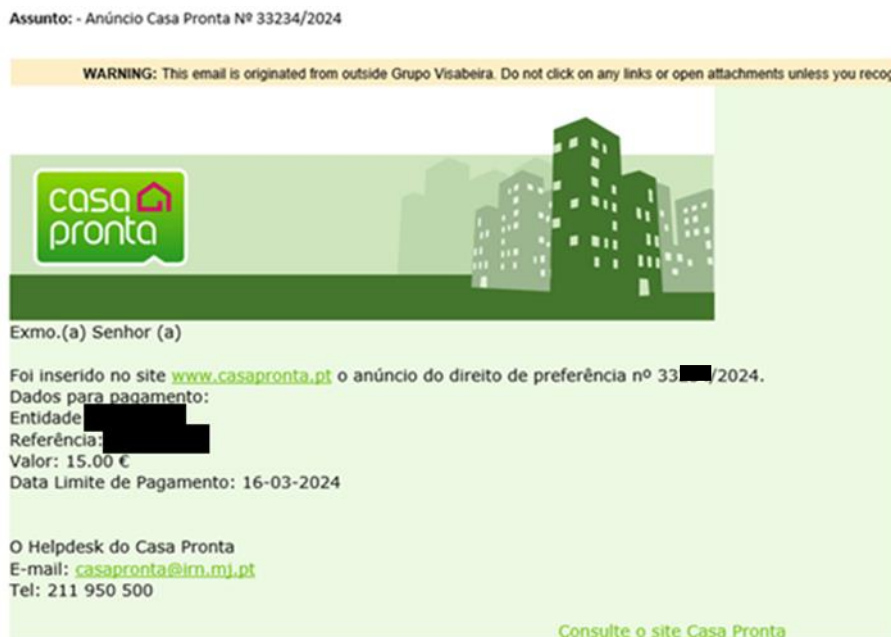 Assunto: - Anúncio Casa Pronta Nº 33234/2024
WARNING: This email is originated from outside Grupo Visabeira. Do not click on any links or open attachments unless you
casa
pronta
Exmo.(a) Senhor (a)
Foi inserido no site www.casapronta.pt o anúncio do direito de preferência nº 33 /2024.
Dados para pagamento:
Entidade
Referência:
Valor: 15.00 €
Data Limite de Pagamento: 16-03-2024
O Helpdesk do Casa Pronta
E-mail: casapronta@irn.mj.pt
Tel: 211 950 500
Consulte o site Casa Pronta